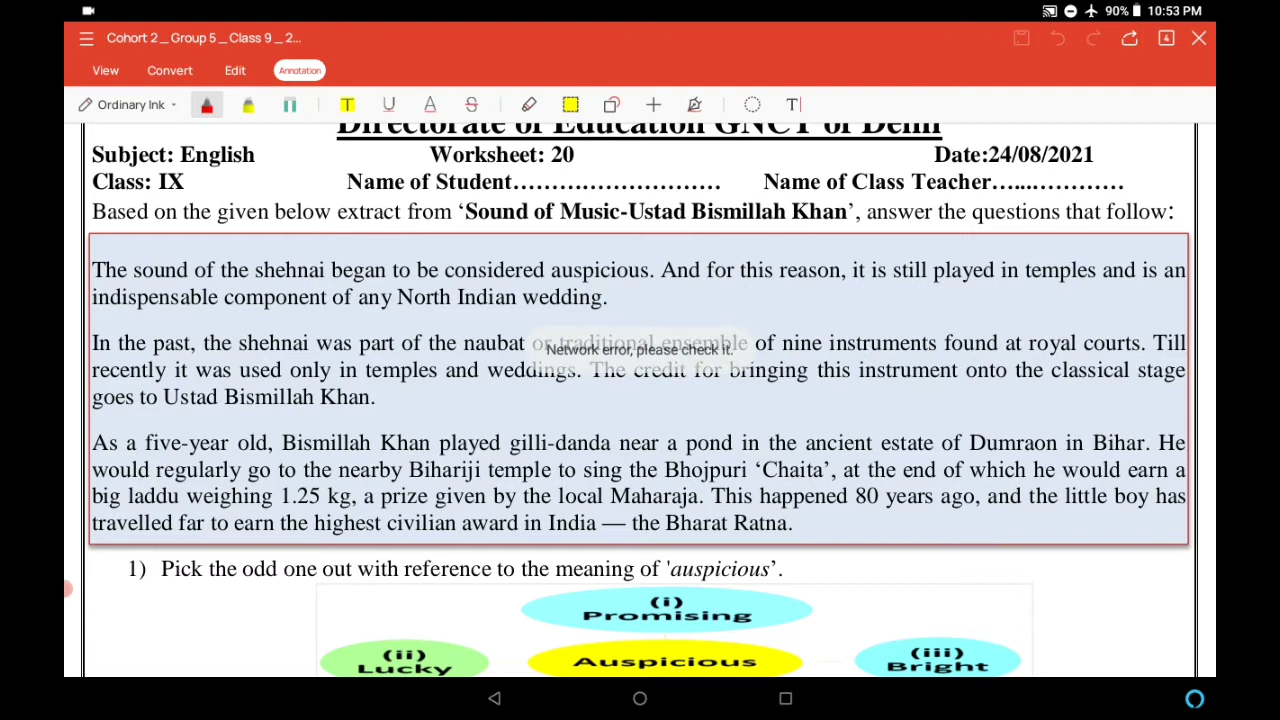 90% 10:53 PM
Cohort 2 _ Group 5 _ Class 9 _ 2...
4
View Convert Edit Annotation
Ordinary Ink T U A S T
Directorate of Education GNCT of Delhi
Subject: English Worksheet: 20 Date:24/08/2021
Class: IX Name of Student………………………… Name of Class Teacher…...…………
Based on the given below extract from ‘Sound of Music-Ustad Bismillah Khan’, answer the questions that follow:
The sound of the shehnai began to be considered auspicious. And for this reason, it is still played in temples and is an
indispensable component of any North Indian wedding.
In the past, the shehnai was part of the naubat or traditional ensemble of nine instruments found at royal courts. Till
Network error, please check it.
recently it was used only in temples and weddings. The credit for bringing this instrument onto the classical stage
goes to Ustad Bismillah Khan.
As a five-year old, Bismillah Khan played gilli-danda near a pond in the ancient estate of Dumraon in Bihar. He
would regularly go to the nearby Bihariji temple to sing the Bhojpuri ‘Chaita’, at the end of which he would earn a
big laddu weighing 1.25 kg, a prize given by the local Maharaja. This happened 80 years ago, and the little boy has
travelled far to earn the highest civilian award in India — the Bharat Ratna.
1) Pick the odd one out with reference to the meaning of 'auspicious’.
(i)
Promising
(ii)
Lucky
Auspicious
(iii)
Bright